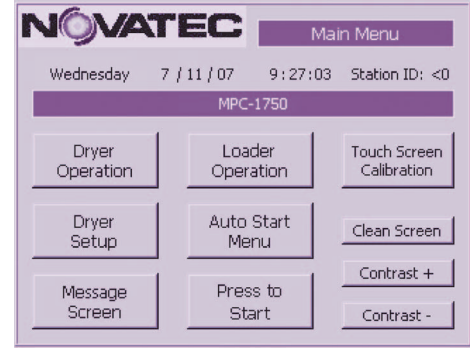 NOVATEC
Main Menu
Wednesday 7 / 11 / 07 9:27:03 Station ID: <0
MPC-1750
Dryer
Operation
Loader
Operation
Touch Screen
Calibration
Dryer
Setup
Auto Start
Menu
Clean Screen
Message
Screen
Press to
Start
Contrast +
Contrast -